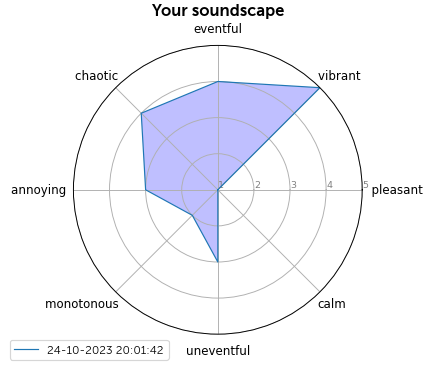 Your soundscape
eventful
chaotic
vibrant
annoying
1 2 3 4 5
pleasant
monotonous
calm
24-10-2023 20:01:42
uneventful